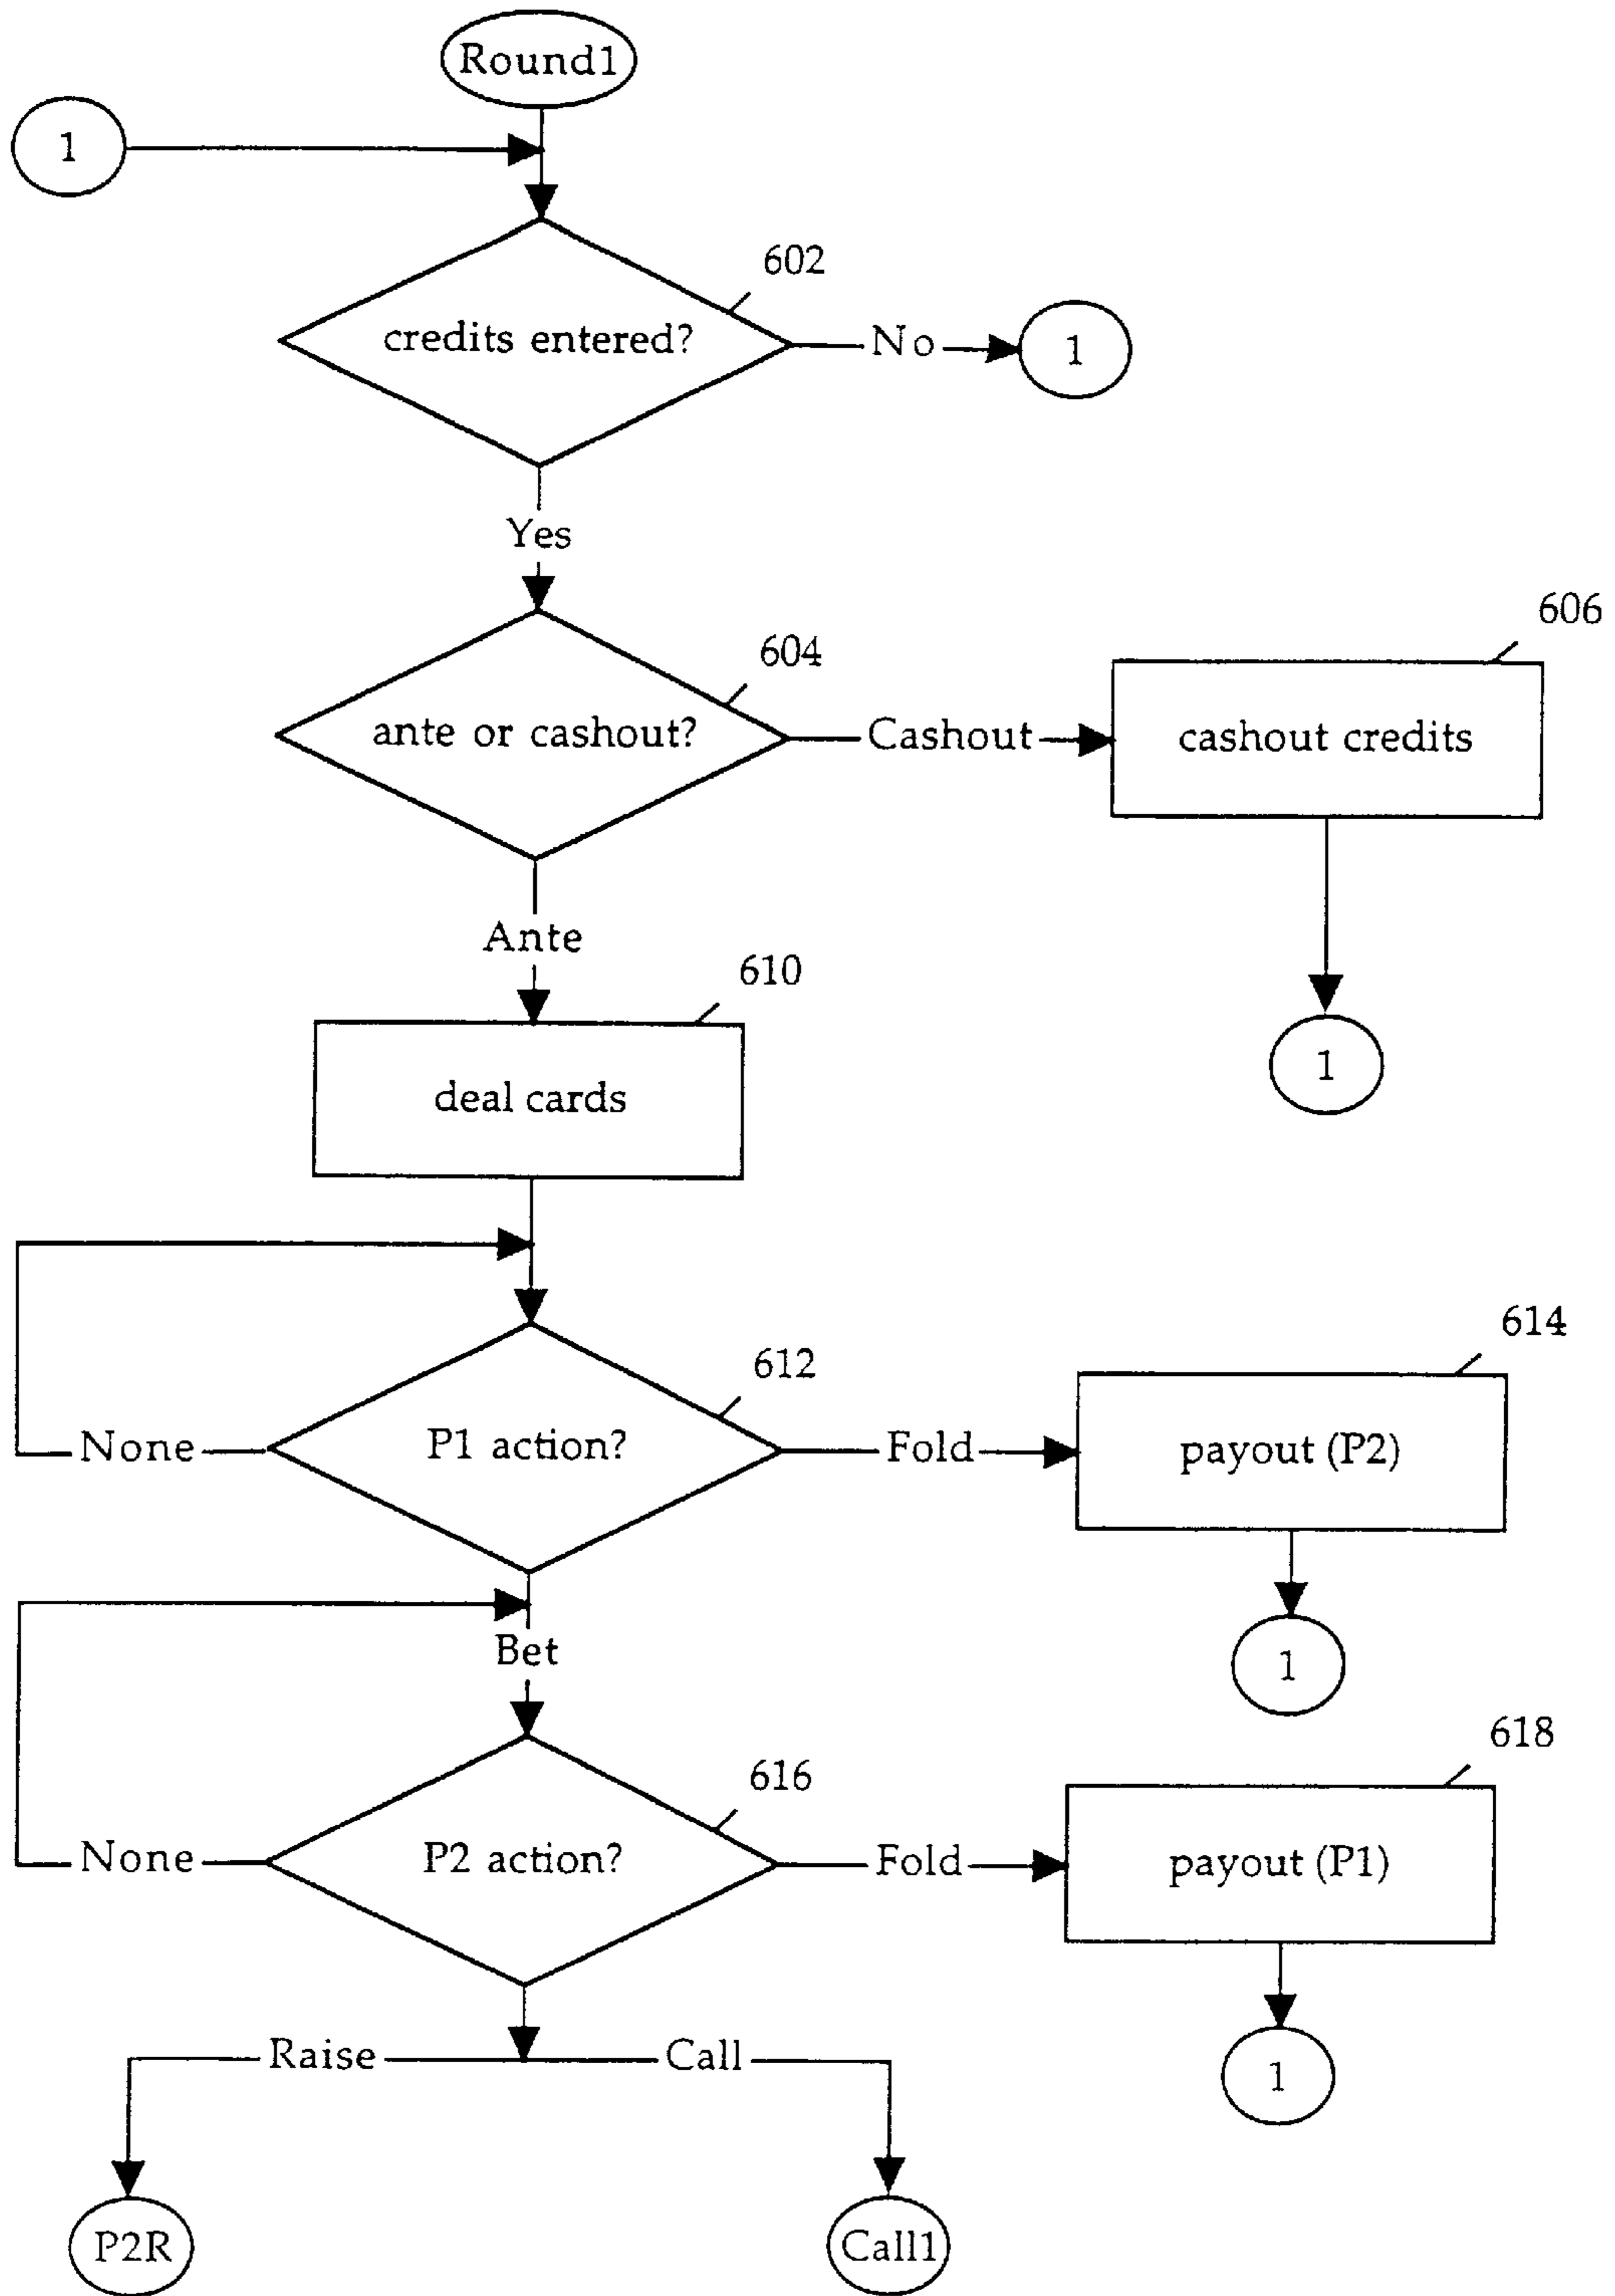 Round1
1
602
credits entered?
No
1
Yes
606
604
ante or cashout?
Cashout
cashout credits
Ante
610
1
deal cards
614
612
None
P1 action?
Fold
payout (P2)
Bet
1
618
616
None
P2 action?
Fold
payout (P1)
Raise
Call
1
P2R
Call1